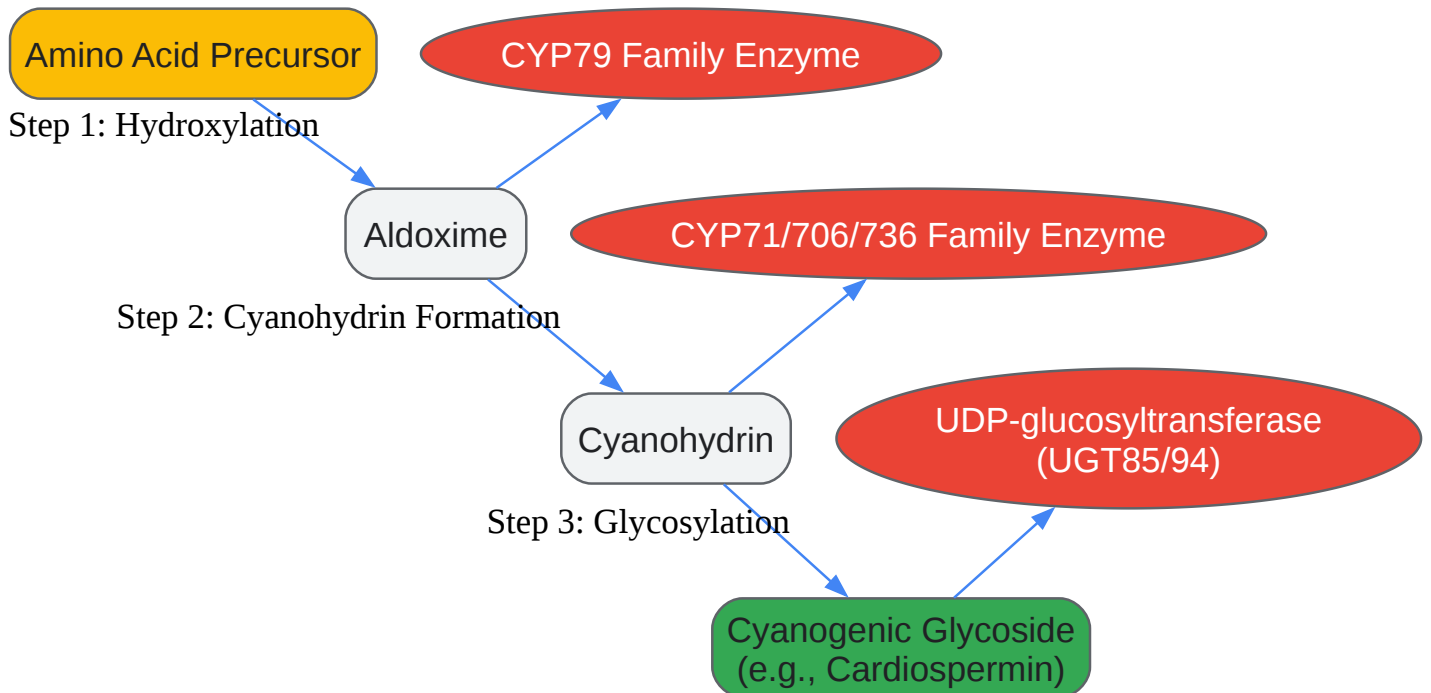 Amino Acid Precursor
CYP79 Family Enzyme
Step 1: Hydroxylation
Aldoxime
CYP71/706/736 Family Enzyme
Step 2: Cyanohydrin Formation
Cyanohydrin
UDP-glucosyltransferase
(UGT85/94)
Step 3: Glycosylation
Cyanogenic Glycoside
(e.g., Cardiospermin)